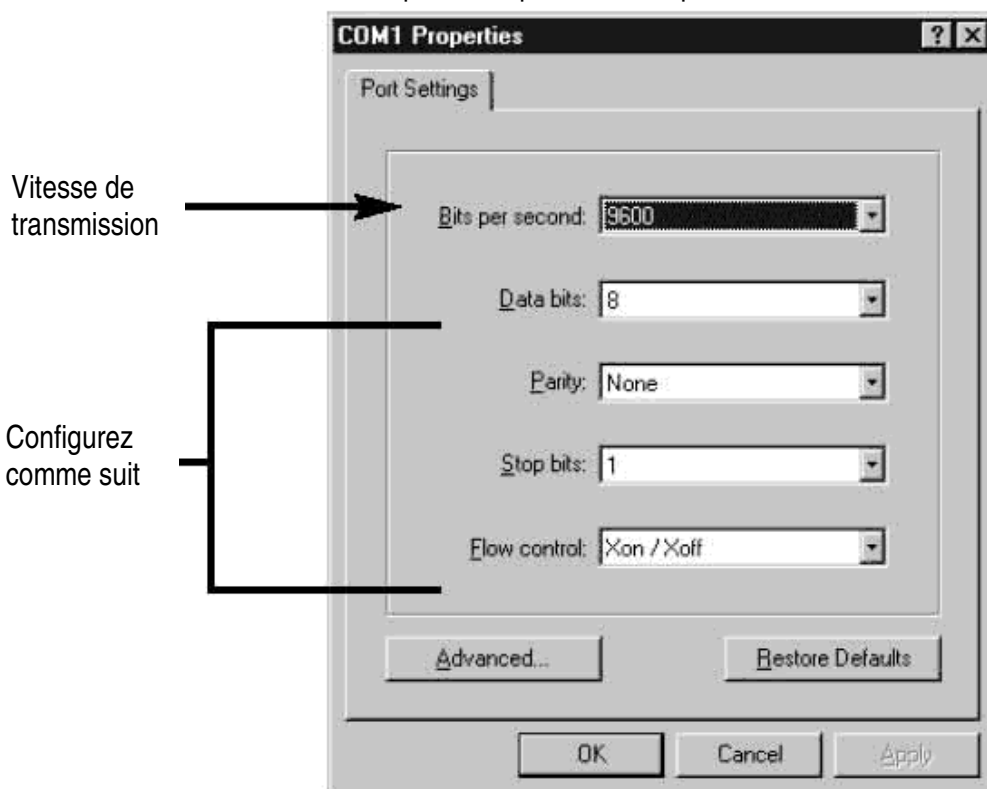 COM1 Properties
Port Settings
Vitesse de
transmission
Bits per second: 9600
Data bits: 8
Parity: None
Configurez
comme suit
Stop bits: 1
Flow control: Xon / Xoff
Advanced...
Restore Defaults
OK
Cancel
Apply